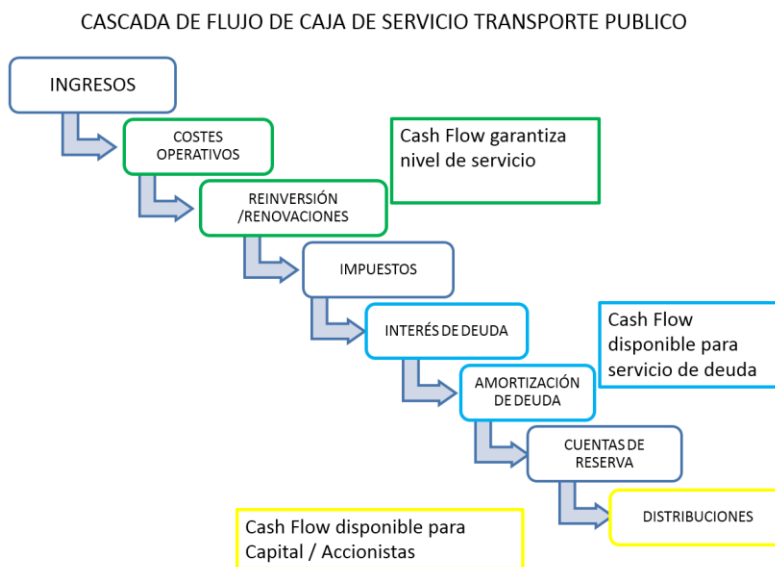 CASCADA DE FLUJO DE CAJA DE SERVICIO TRANSPORTE PUBLICO
INGRESOS
COSTES
OPERATIVOS
Cash Flow garantiza
nivel de servicio
REINVERSIÓN
/RENOVACIONES
IMPUESTOS
INTERÉS DE DEUDA
Cash Flow
disponible para
servicio de deuda
AMORTIZACIÓN
DE DEUDA
CUENTAS DE
RESERVA
DISTRIBUCIONES
Cash Flow disponible para
Capital / Accionistas